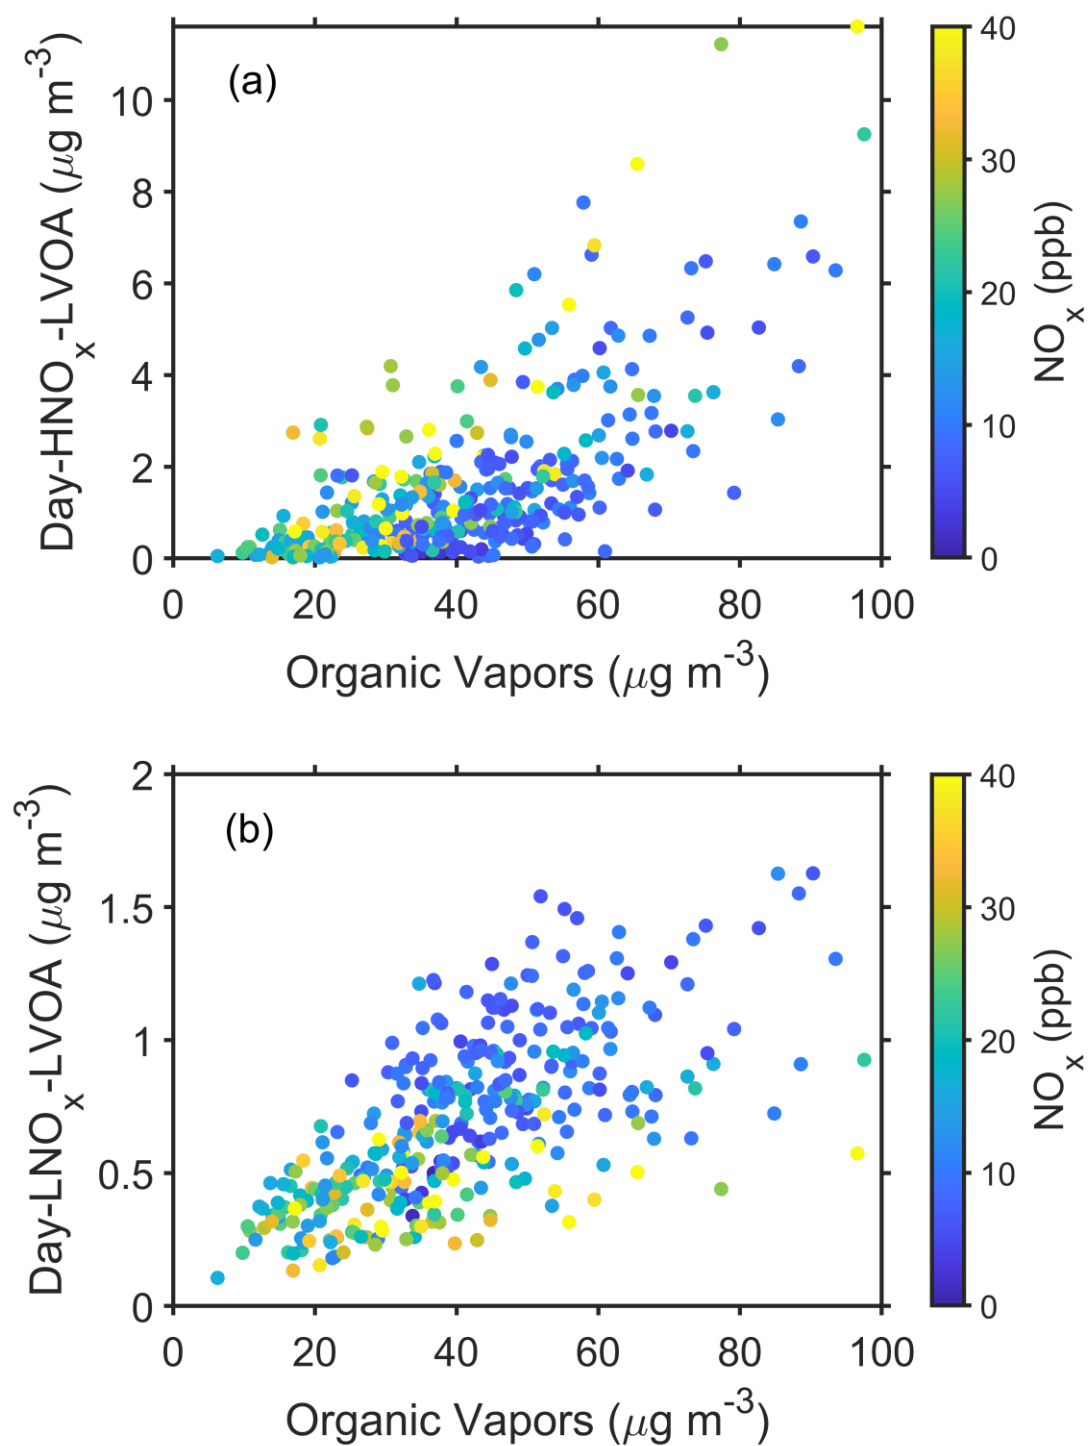 (a)
Day-HNOx-LVOA (μg m-3)
10
8
6
4
2
0
0 20 40 60 80 100
Organic Vapors (μg m-3)
40
30
20
10
0
NOx (ppb)
(b)
Day-LNOx-LVOA (μg m-3)
2
1.5
1
0.5
0
0 20 40 60 80 100
Organic Vapors (μg m-3)
40
30
20
10
0
NOx (ppb)